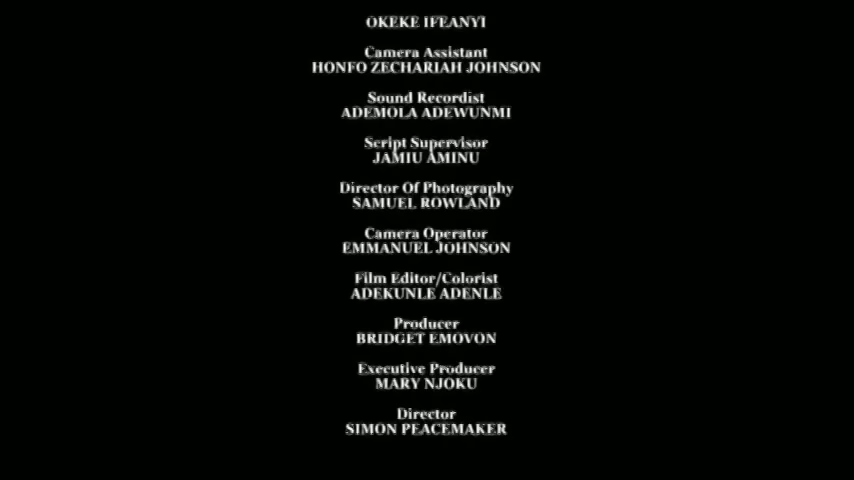 OKEKE IFEANYI
Camera Assistant
HONFO ZECHARIAH JOHNSON
Sound Recordist
ADEMOLA ADEWUNMI
Script Supervisor
JAMIU AMINU
Director Of Photography
SAMUEL ROWLAND
Camera Operator
EMMANUEL JOHNSON
Film Editor/Colorist
ADEKUNLE ADENLE
Producer
BRIDGET EMOVON
Executive Producer
MARY NJOKU
Director
SIMON PEACEMAKER